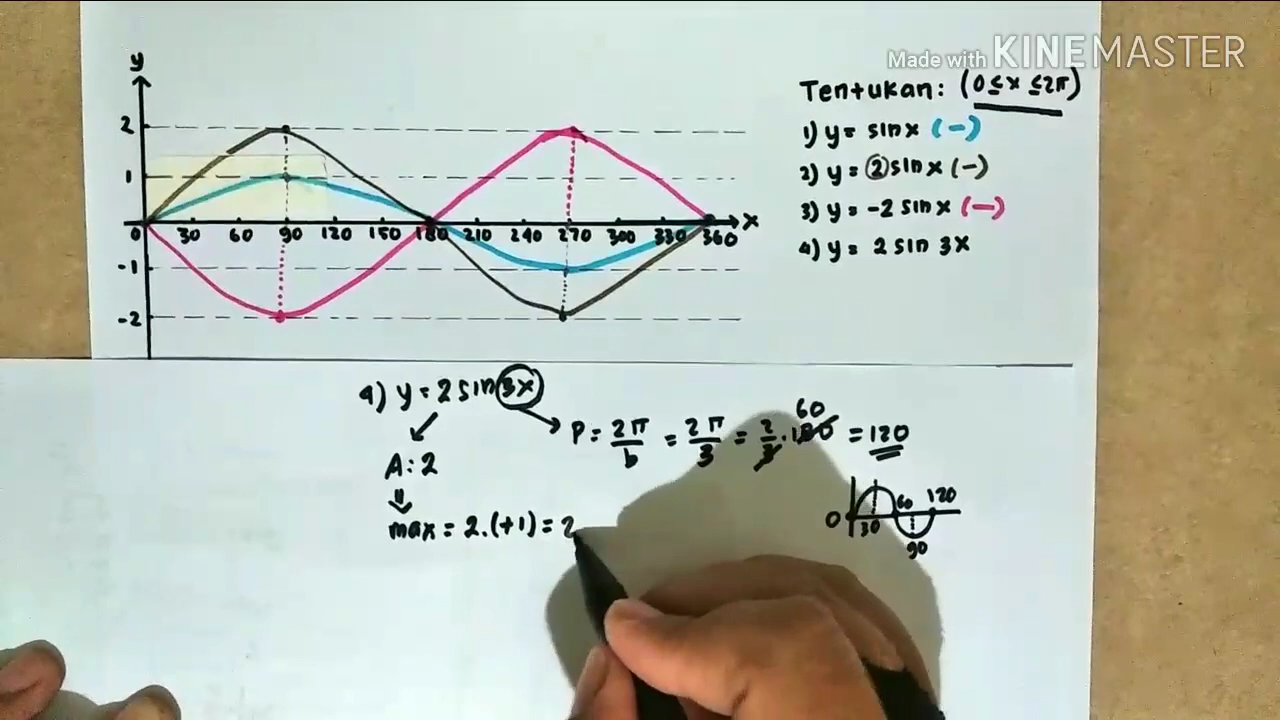 Made with KINEMASTER
y
2
1
0 30 60 90 120 150 180 210 240 270 300 330 360 x
-1
-2
Tentukan: (0 ≤ x ≤ 2π)
1) y = sin x (-)
2) y = 2 sin x (-)
3) y = -2 sin x (-)
4) y = 2 sin 3x
4) y = 2 sin 3x
P = 2π/b = 2π/3 = 2/3 · 180 = 120
60
A : 2
max = 2.(+1) = 2
0 30 60 90 120